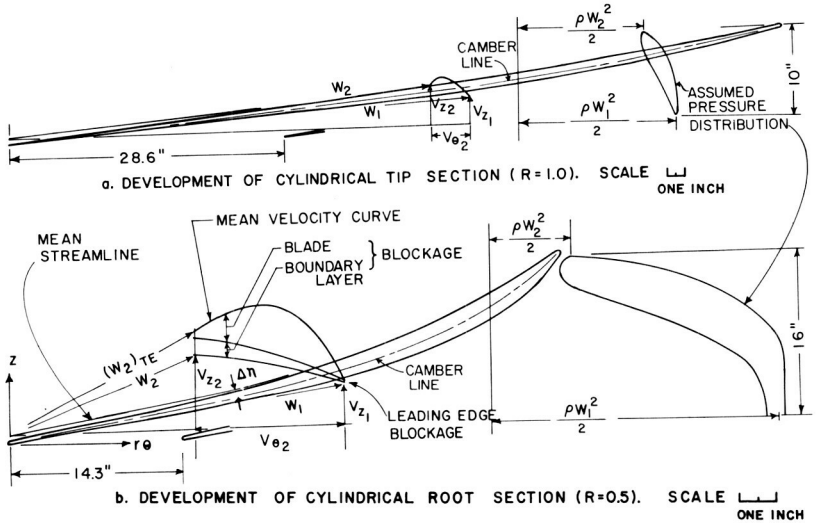 ρW₂²
2
CAMBER
LINE
W₂
W₁
V_z₂
V_z₁
V_θ₂
ρW₁²
2
ASSUMED
PRESSURE
DISTRIBUTION
10"
28.6"
a. DEVELOPMENT OF CYLINDRICAL TIP SECTION (R=1.0). SCALE
ONE INCH
MEAN VELOCITY CURVE
MEAN
STREAMLINE
BLADE
BOUNDARY
LAYER
BLOCKAGE
ρW₂²
2
(W₂)TE
W₂
V_z₂
Δη
W₁
z
rθ
CAMBER
LINE
V_z₁
LEADING EDGE
BLOCKAGE
V_θ₂
ρW₁²
2
16"
14.3"
b. DEVELOPMENT OF CYLINDRICAL ROOT SECTION (R=0.5). SCALE
ONE INCH